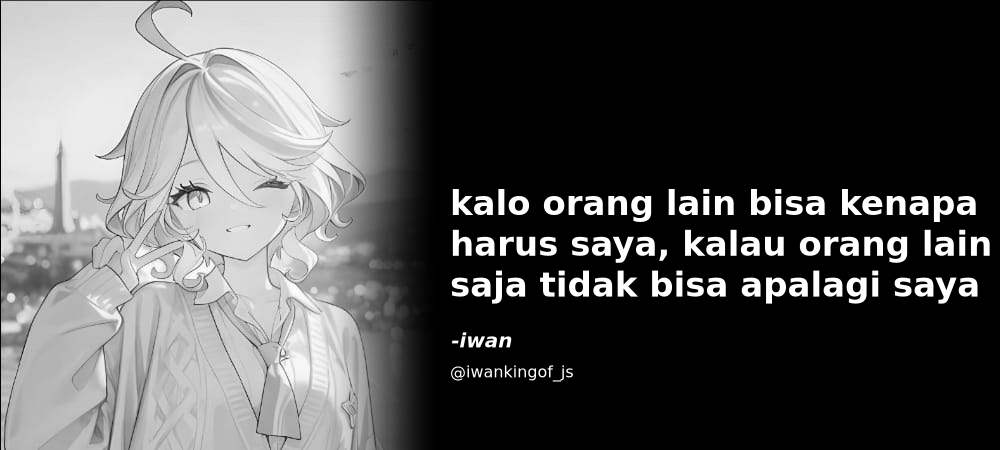 kalo orang lain bisa kenapa
harus saya, kalau orang lain
saja tidak bisa apalagi saya
-iwan
@iwankingof_js